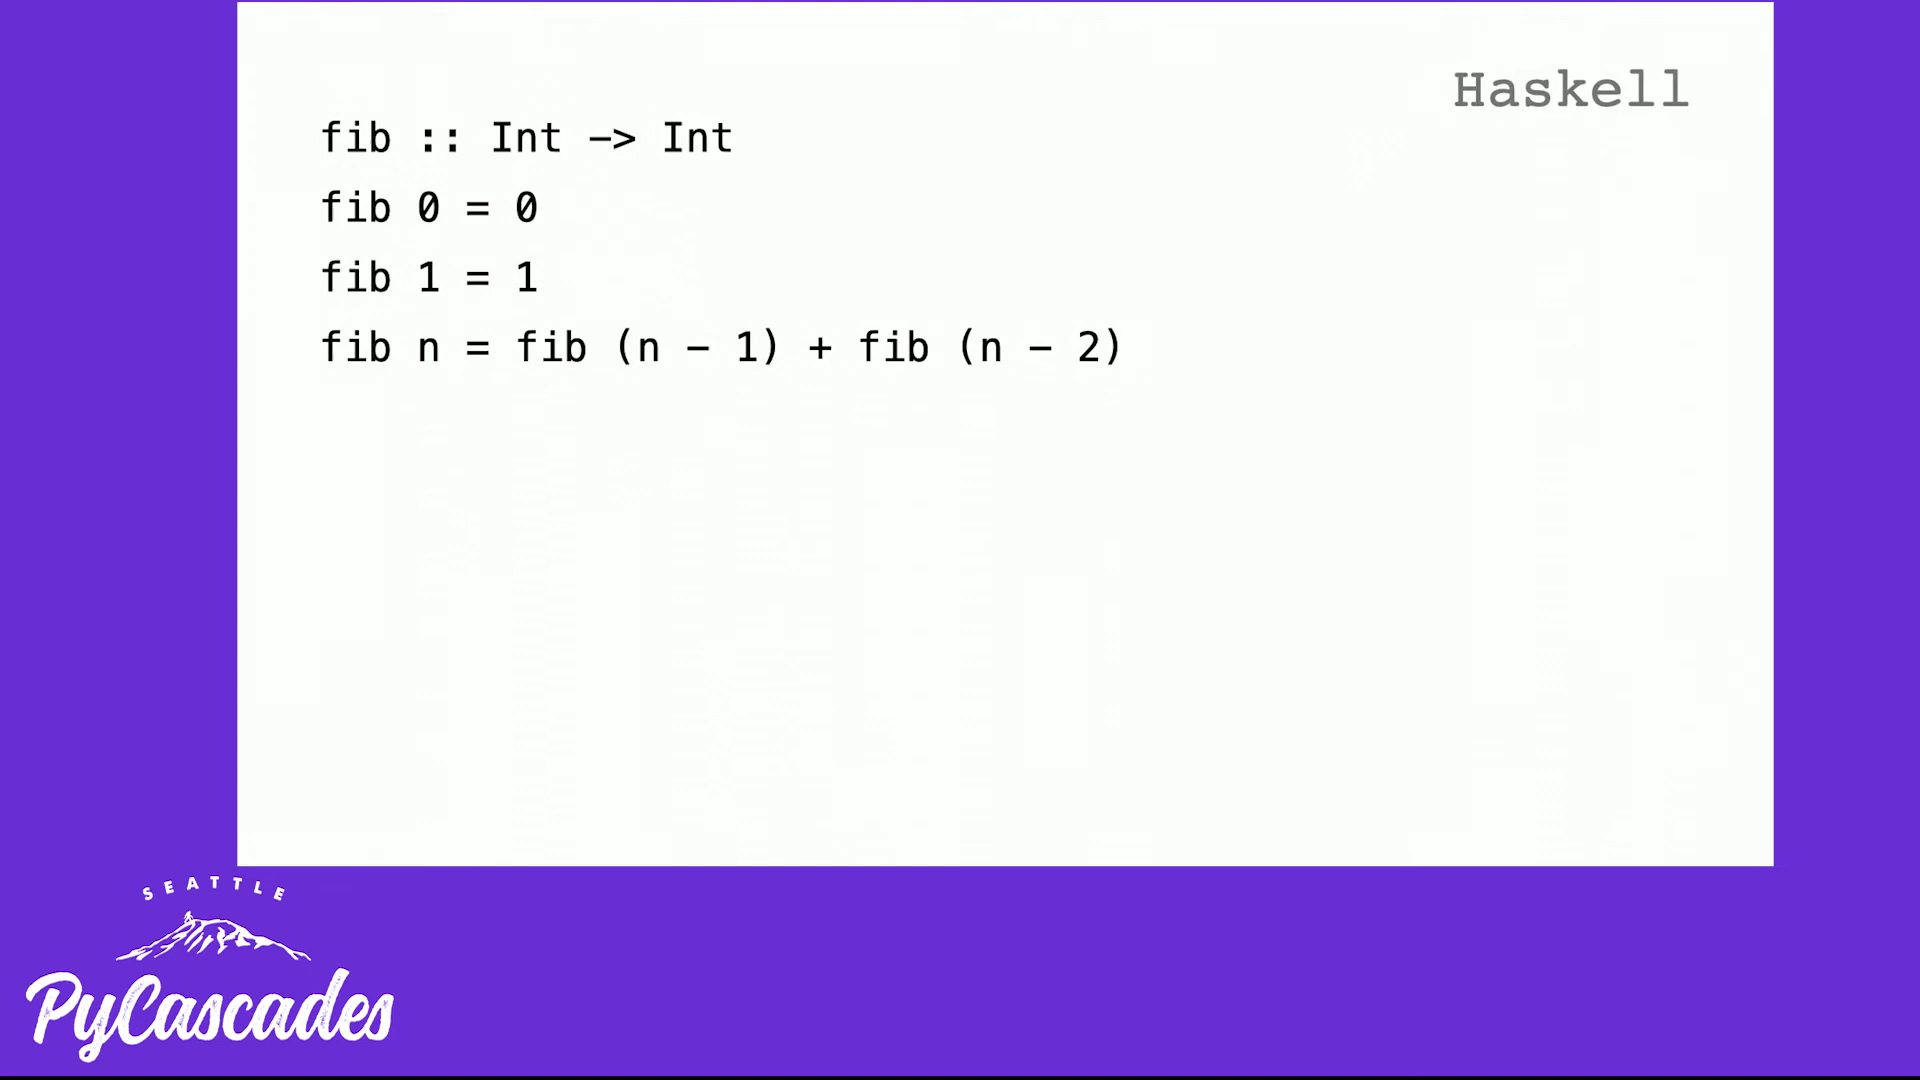 Haskell
fib :: Int -> Int
fib 0 = 0
fib 1 = 1
fib n = fib (n - 1) + fib (n - 2)
SEATTLE
PyCascades